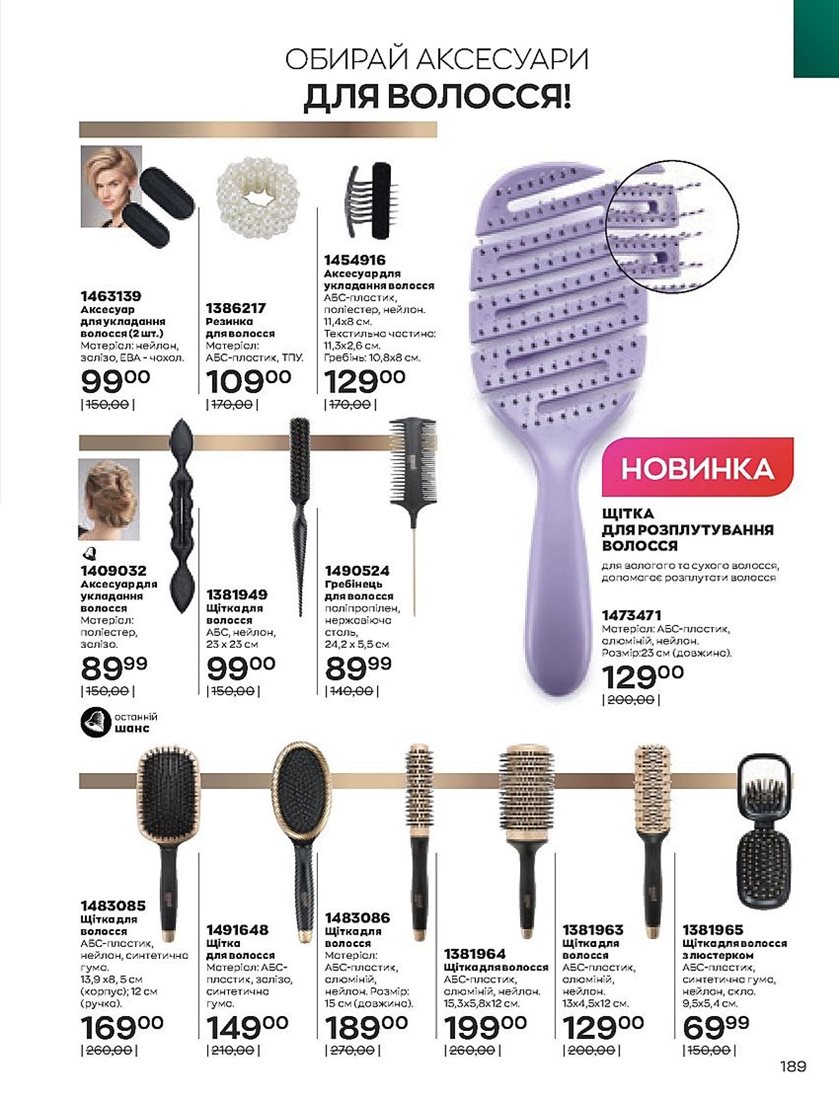 ОБИРАЙ АКСЕСУАРИ
ДЛЯ ВОЛОССЯ!
1463139
Аксесуар
для укладання
волосся (2 шт.)
Матеріал: нейлон,
залізо, ЕВА - чохол.
99⁰⁰
|150,00|
1386217
Резинка
для волосся
Матеріал:
АБС-пластик, ТПУ.
109⁰⁰
|170,00|
1454916
Аксесуар для
укладання волосся
АБС-пластик,
поліестер, нейлон.
11,4х8 см.
Текстильна частина:
11,3х2,6 см.
Гребінь: 10,8х8 см.
129⁰⁰
|170,00|
НОВИНКА
ЩІТКА
ДЛЯ РОЗПЛУТУВАННЯ
ВОЛОССЯ
для вологого та сухого волосся,
допомагає розплутати волосся
1473471
Матеріал: АБС-пластик,
алюміній, нейлон.
Розмір:23 см (довжина).
129⁰⁰
|200,00|
1409032
Аксесуар для
укладання
волосся
Матеріал:
поліестер,
залізо.
89⁹⁹
|150,00|
1381949
Щітка для
волосся
АБС, нейлон,
23 х 23 см
99⁰⁰
|150,00|
1490524
Гребінець
для волосся
поліпропілен,
нержавіюча
сталь,
24,2 х 5,5 см
89⁹⁹
|140,00|
останній
шанс
1483085
Щітка для
волосся
АБС-пластик,
нейлон, синтетична
гума.
13,9 х8, 5 см
(корпус); 12 см
(ручка).
169⁰⁰
|260,00|
1491648
Щітка
для волосся
Матеріал: АБС-
пластик, залізо,
синтетична
гума.
149⁰⁰
|210,00|
1483086
Щітка для
волосся
Матеріал:
АБС-пластик,
алюміній,
нейлон. Розмір:
15 см (довжина).
189⁰⁰
|270,00|
1381964
Щітка для волосся
АБС-пластик,
алюміній, нейлон.
15,3х5,8х12 см.
199⁰⁰
|260,00|
1381963
Щітка для
волосся
АБС-пластик,
алюміній,
нейлон.
13х4,5х12 см.
129⁰⁰
|200,00|
1381965
Щітка для волосся
з люстерком
АБС-пластик,
синтетична гума,
нейлон, скло.
9,5х5,4 см.
69⁹⁹
|150,00|
189